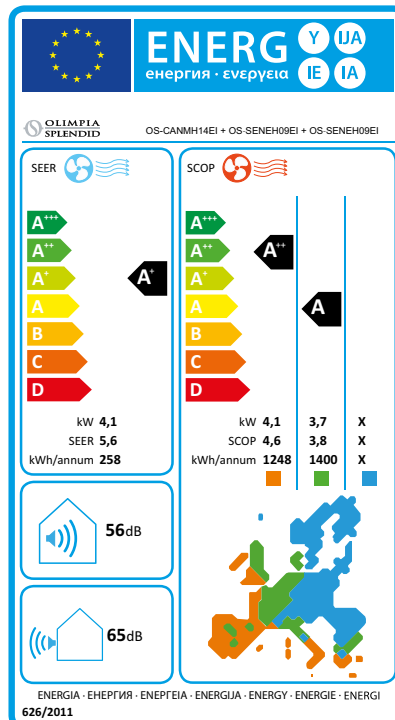 ENERG Y IJA
енергия · ενεργεια IE IA
OLIMPIA
SPLENDID
OS-CANMH14EI + OS-SENEH09EI + OS-SENEH09EI
SEER
A+++
A++
A+
A
B
C
D
A+
kW 4,1
SEER 5,6
kWh/annum 258
SCOP
A+++
A++
A+
A
B
C
D
A++
A
kW 4,1 3,7 X
SCOP 4,6 3,8 X
kWh/annum 1248 1400 X
56dB
65dB
ENERGIA · ЕНЕРГИЯ · ΕΝΕΡΓΕΙΑ · ENERGIJA · ENERGY · ENERGIE · ENERGI
626/2011